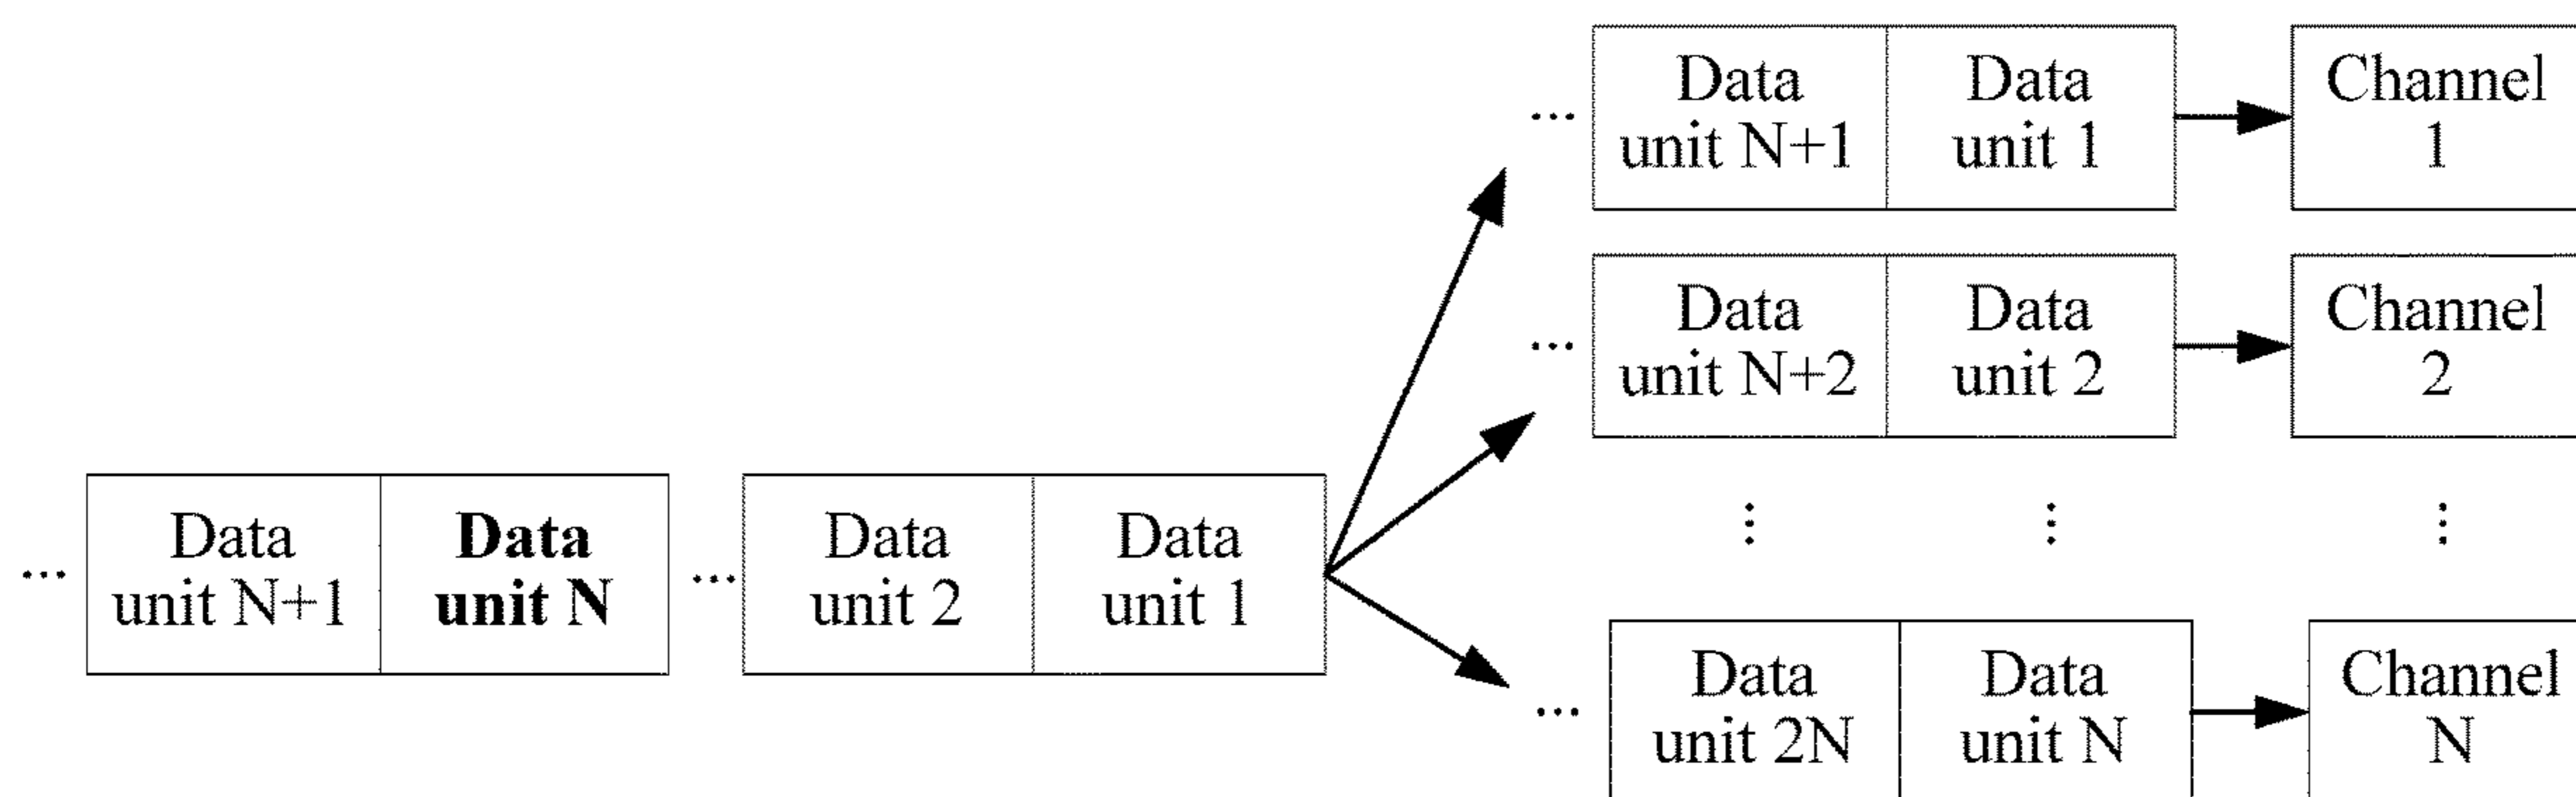 Data
unit N+1
Data
unit 1
Channel
1
Data
unit N+2
Data
unit 2
Channel
2
Data
unit N+1
Data
unit N
Data
unit 2
Data
unit 1
Data
unit 2N
Data
unit N
Channel
N